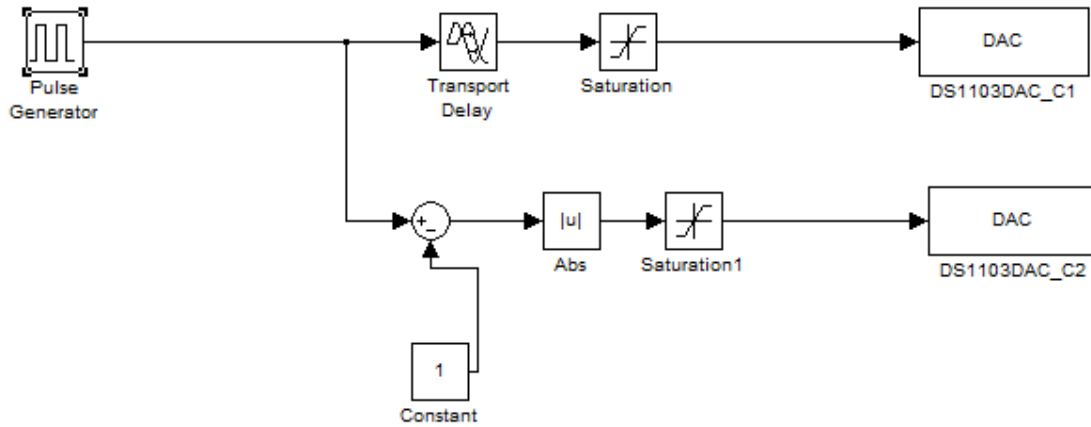 Pulse
Generator
Transport
Delay
Saturation
DAC
DS1103DAC_C1
+
−
|u|
Abs
Saturation1
DAC
DS1103DAC_C2
1
Constant